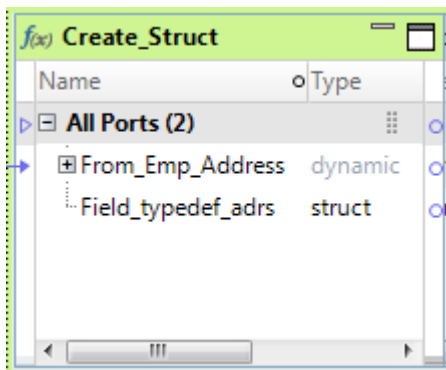 f(x) Create_Struct
Name Type
All Ports (2)
From_Emp_Address dynamic
Field_typedef_adrs struct